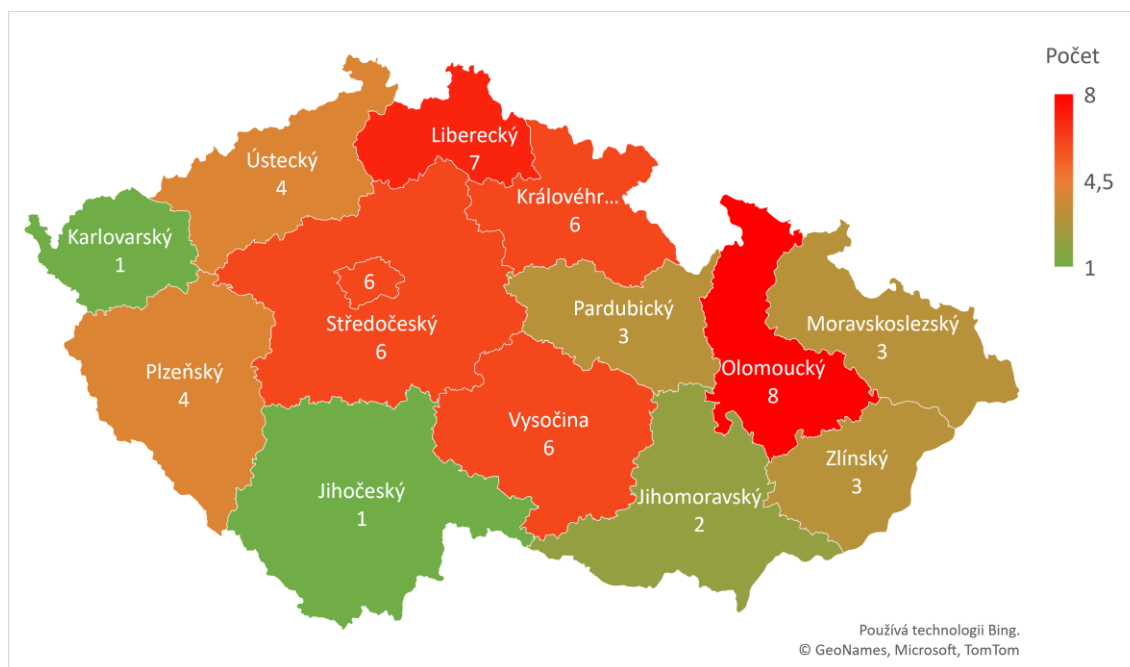 Počet
8
4,5
1
Liberecký
7
Ústecký
4
Královéhr...
6
Karlovarský
1
6
Středočeský
6
Pardubický
3
Moravskoslezský
3
Plzeňský
4
Olomoucký
8
Vysočina
6
Zlínský
3
Jihočeský
1
Jihomoravský
2
Používá technologii Bing.
© GeoNames, Microsoft, TomTom